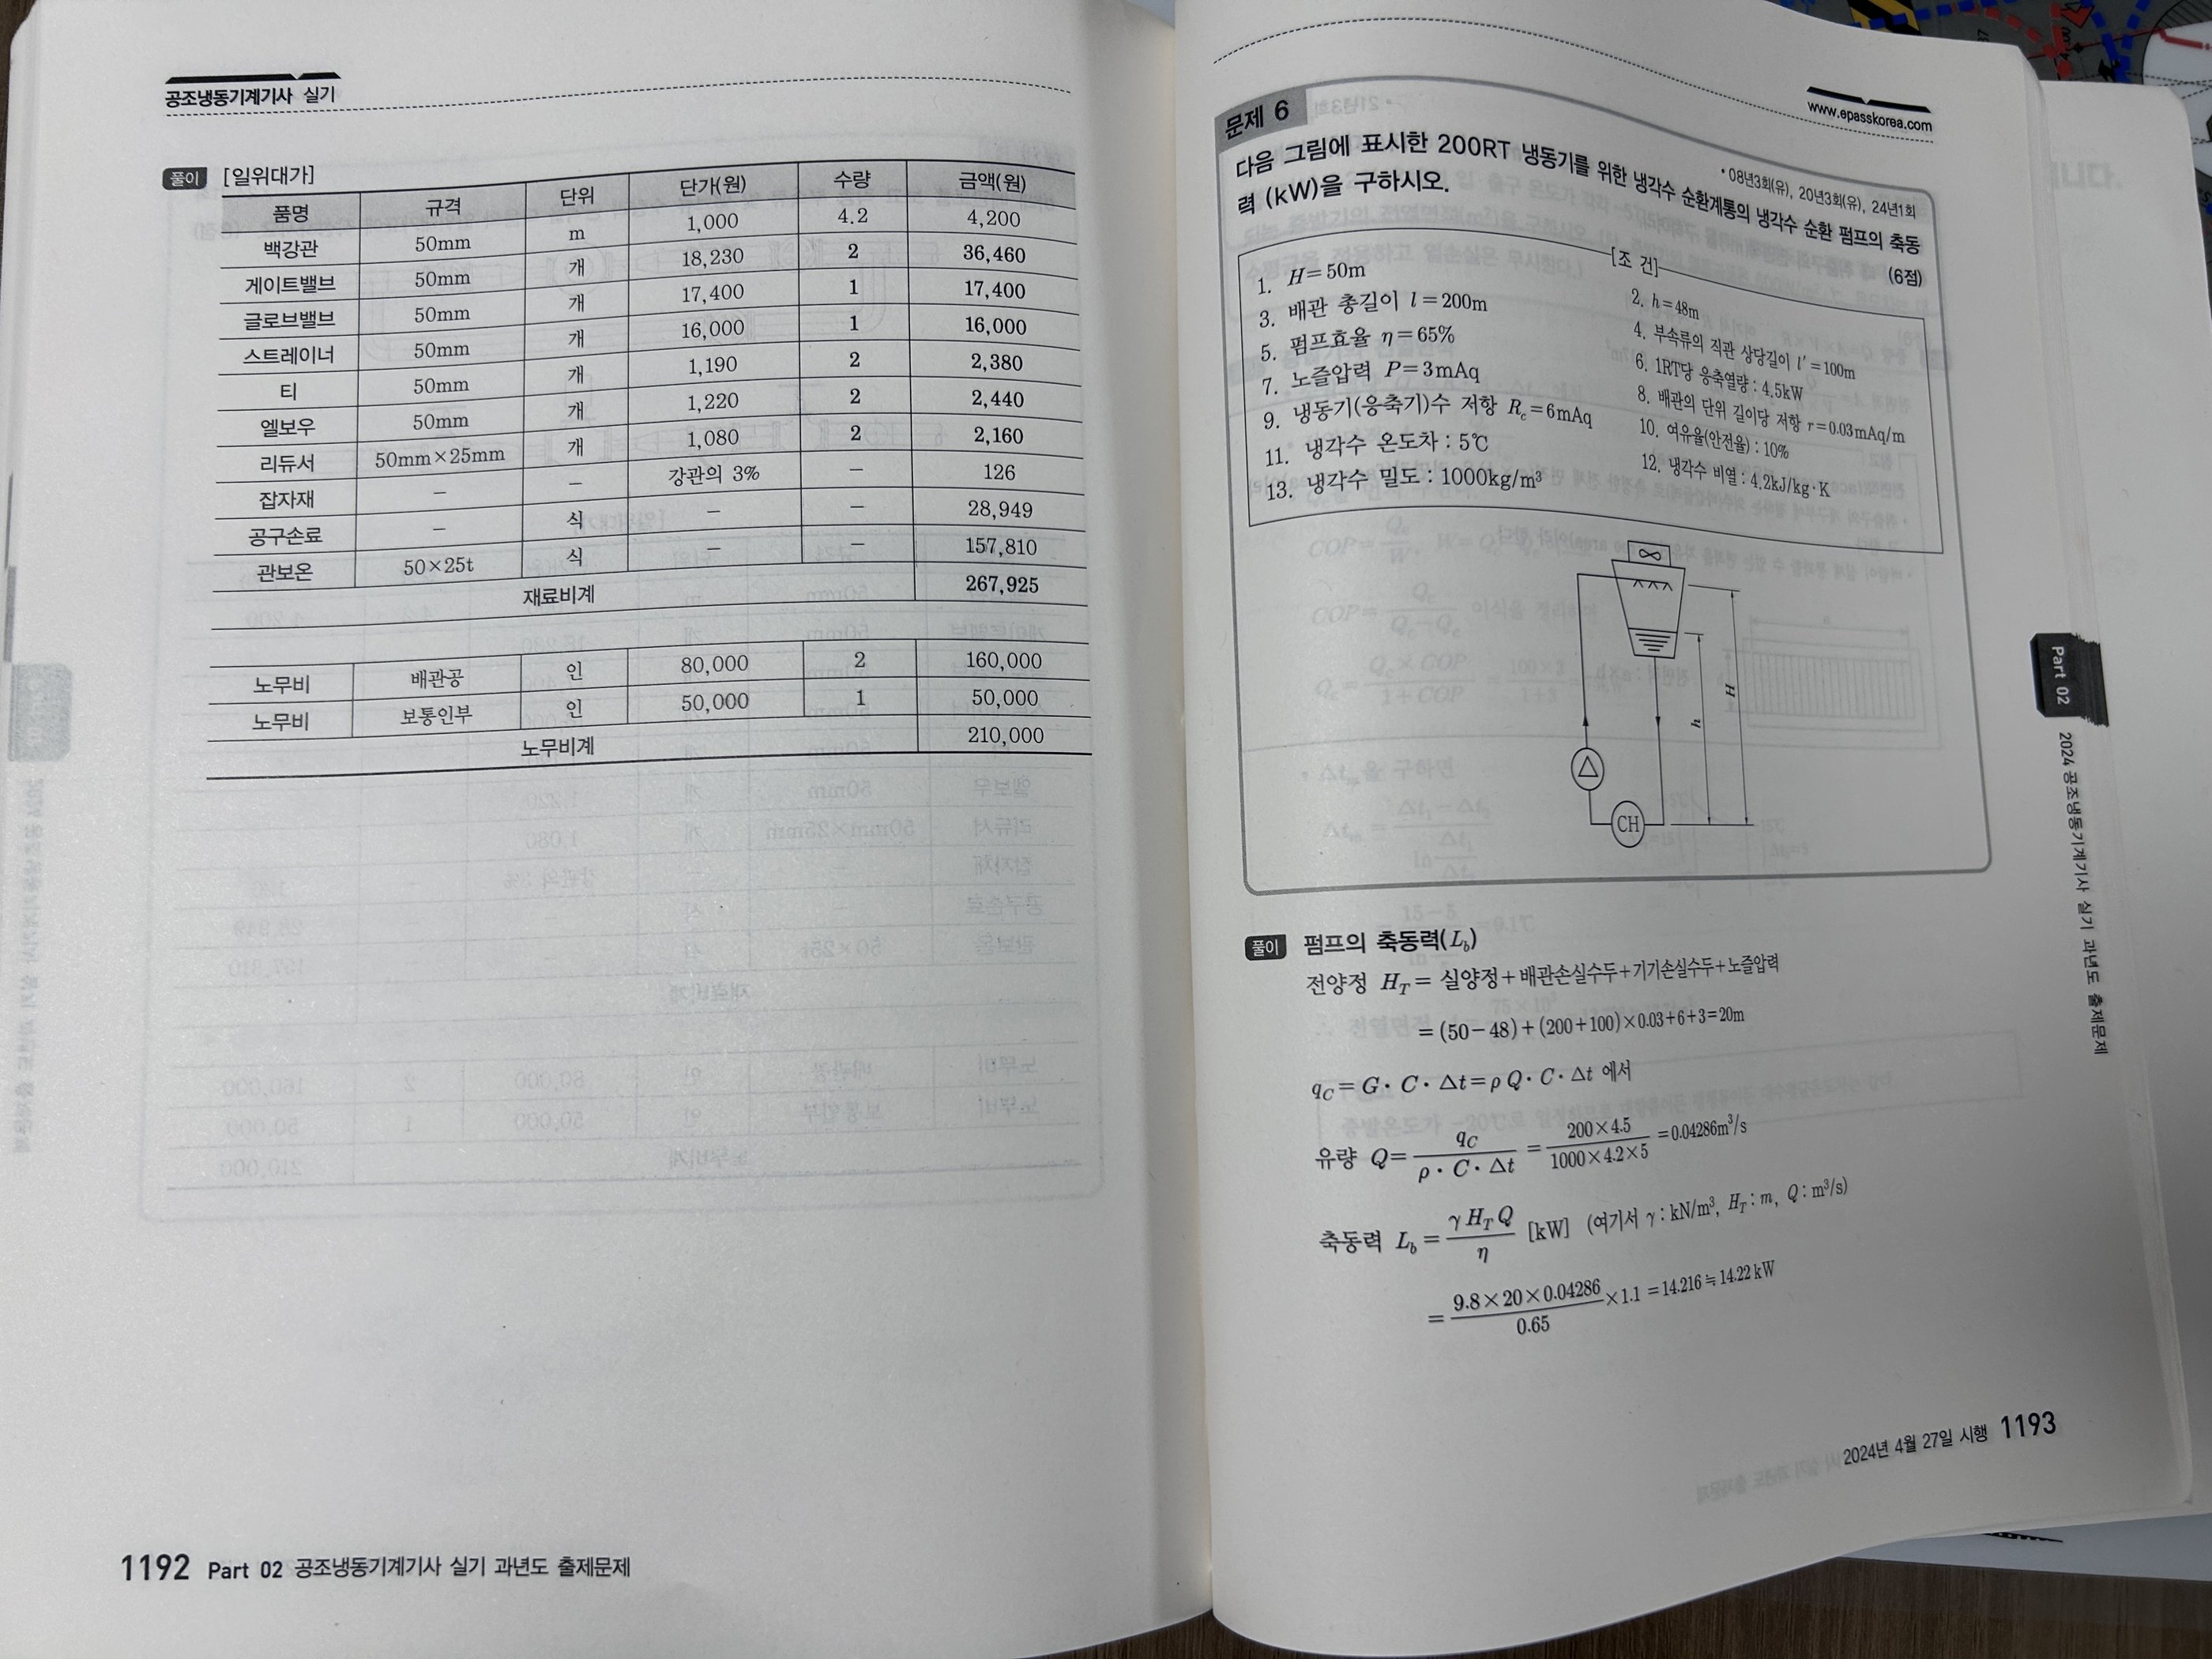 공조냉동기계기사 실기
풀이 [일위대가]
품명 규격 단위 단가(원) 수량 금액(원)
백강관 50mm m 1,000 4.2 4,200
게이트밸브 50mm 개 18,230 2 36,460
글로브밸브 50mm 개 17,400 1 17,400
스트레이너 50mm 개 16,000 1 16,000
티 50mm 개 1,190 2 2,380
엘보우 50mm 개 1,220 2 2,440
리듀서 50mm×25mm 개 1,080 2 2,160
잡자재 - - 강관의 3% - 126
공구손료 - 식 - - 28,949
관보온 50×25t 식 - - 157,810
재료비계 267,925
노무비 배관공 인 80,000 2 160,000
노무비 보통인부 인 50,000 1 50,000
노무비계 210,000
1192 Part 02 공조냉동기계기사 실기 과년도 출제문제
www.epasskorea.com
문제 6
• 08년3회(유), 20년3회(유), 24년1회
다음 그림에 표시한 200RT 냉동기를 위한 냉각수 순환계통의 냉각수 순환 펌프의 축동
력 (kW)을 구하시오. (6점)
[조 건]
1. H=50m 2. h=48m
3. 배관 총길이 l=200m 4. 부속류의 직관 상당길이 l'=100m
5. 펌프효율 η=65% 6. 1RT당 응축열량 : 4.5kW
7. 노즐압력 P=3mAq 8. 배관의 단위 길이당 저항 r=0.03mAq/m
9. 냉동기(응축기)수 저항 R_c=6mAq 10. 여유율(안전율) : 10%
11. 냉각수 온도차 : 5℃ 12. 냉각수 비열 : 4.2kJ/kg·K
13. 냉각수 밀도 : 1000kg/m³
H
h
CH
풀이 펌프의 축동력(L_b)
전양정 H_T= 실양정+배관손실수두+기기손실수두+노즐압력
= (50-48)+(200+100)×0.03+6+3=20m
q_C= G· C· Δt=ρ Q· C· Δt 에서
유량 Q= q_C / ρ· C· Δt = 200×4.5 / 1000×4.2×5 =0.04286m³/s
축동력 L_b= γ H_T Q / η [kW] (여기서 γ : kN/m³, H_T : m, Q : m³/s)
= 9.8×20×0.04286 / 0.65 ×1.1 =14.216≒14.22 kW
Part 02
2024 공조냉동기계기사 실기 과년도 출제문제
2024년 4월 27일 시행 1193